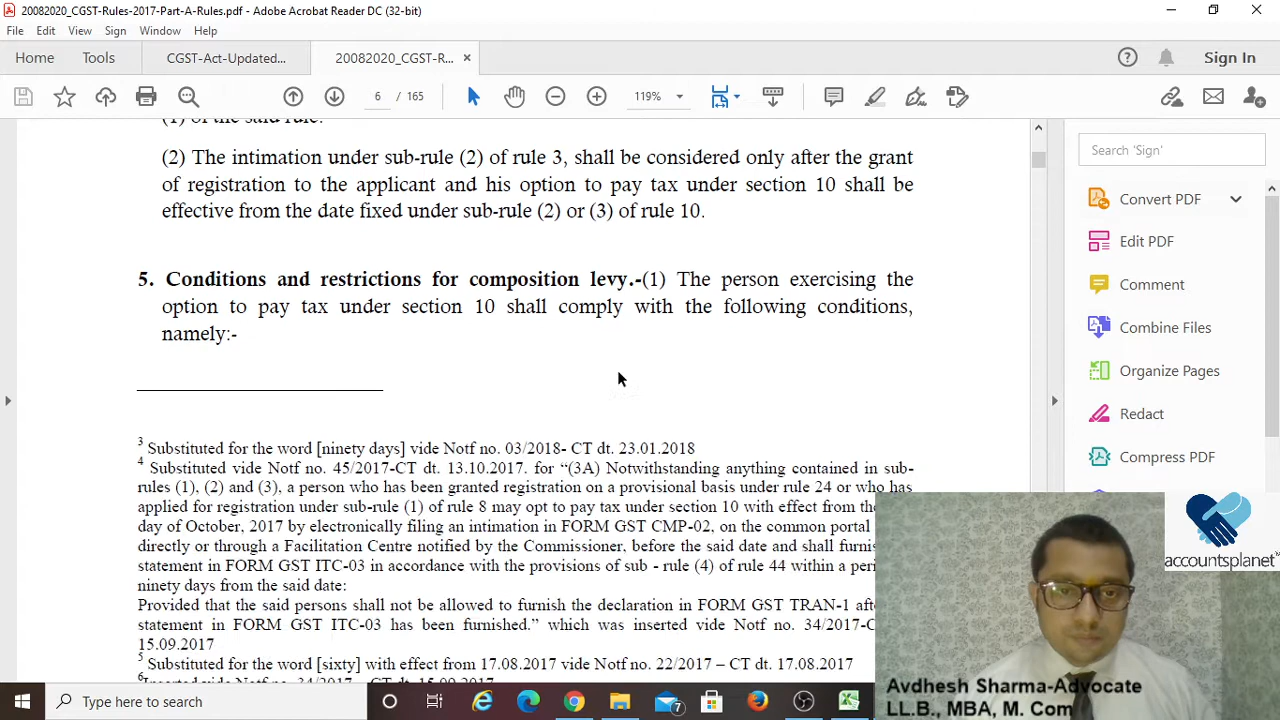 20082020_CGST-Rules-2017-Part-A-Rules.pdf - Adobe Acrobat Reader DC (32-bit)
File Edit View Sign Window Help
Home Tools CGST-Act-Updated... 20082020_CGST-R... × Sign In
6 / 165 119%
(1) of the said rule.
(2) The intimation under sub-rule (2) of rule 3, shall be considered only after the grant
of registration to the applicant and his option to pay tax under section 10 shall be
effective from the date fixed under sub-rule (2) or (3) of rule 10.
5. Conditions and restrictions for composition levy.-(1) The person exercising the
option to pay tax under section 10 shall comply with the following conditions,
namely:-
3 Substituted for the word [ninety days] vide Notf no. 03/2018- CT dt. 23.01.2018
4 Substituted vide Notf no. 45/2017-CT dt. 13.10.2017. for “(3A) Notwithstanding anything contained in sub-
rules (1), (2) and (3), a person who has been granted registration on a provisional basis under rule 24 or who has
applied for registration under sub-rule (1) of rule 8 may opt to pay tax under section 10 with effect from the
day of October, 2017 by electronically filing an intimation in FORM GST CMP-02, on the common portal
directly or through a Facilitation Centre notified by the Commissioner, before the said date and shall furnis
statement in FORM GST ITC-03 in accordance with the provisions of sub - rule (4) of rule 44 within a peri
ninety days from the said date:
Provided that the said persons shall not be allowed to furnish the declaration in FORM GST TRAN-1 afte
statement in FORM GST ITC-03 has been furnished.” which was inserted vide Notf no. 34/2017-C
15.09.2017
5 Substituted for the word [sixty] with effect from 17.08.2017 vide Notf no. 22/2017 – CT dt. 17.08.2017
6 Inserted vide Notf no. 34/2017 - CT dt. 15.09.2017
Search 'Sign'
Convert PDF
Edit PDF
Comment
Combine Files
Organize Pages
Redact
Compress PDF
accountsplanet
Avdhesh Sharma-Advocate
LL.B., MBA, M. Com
Type here to search
7